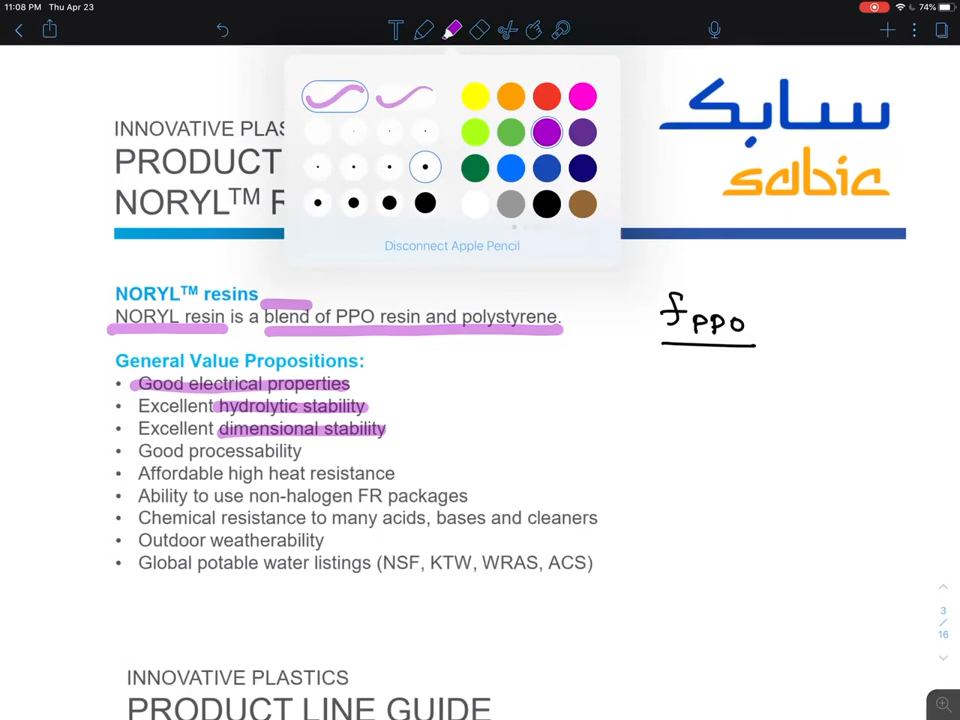 11:08 PM Thu Apr 23
74%
INNOVATIVE PLAS
PRODUCT
NORYL™ R
سابك
sabic
Disconnect Apple Pencil
NORYL™ resins
NORYL resin is a blend of PPO resin and polystyrene.
f PPO
General Value Propositions:
• Good electrical properties
• Excellent hydrolytic stability
• Excellent dimensional stability
• Good processability
• Affordable high heat resistance
• Ability to use non-halogen FR packages
• Chemical resistance to many acids, bases and cleaners
• Outdoor weatherability
• Global potable water listings (NSF, KTW, WRAS, ACS)
3
/
16
INNOVATIVE PLASTICS
PRODUCT LINE GUIDE